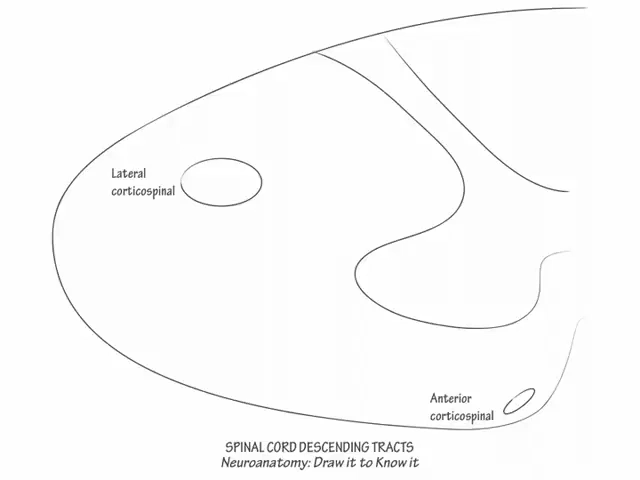 Lateral
corticospinal
Anterior
corticospinal
SPINAL CORD DESCENDING TRACTS
Neuroanatomy: Draw it to Know it